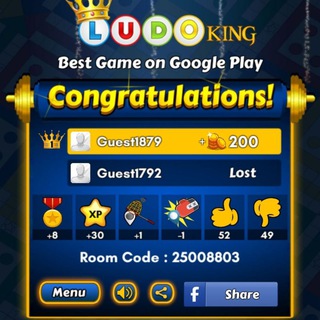 LUDO KING
Best Game on Google Play
Congratulations!
Guest1879 +200
Guest1792 Lost
XP
+8 +30 +1 -1 52 49
Room Code : 25008803
Menu f Share